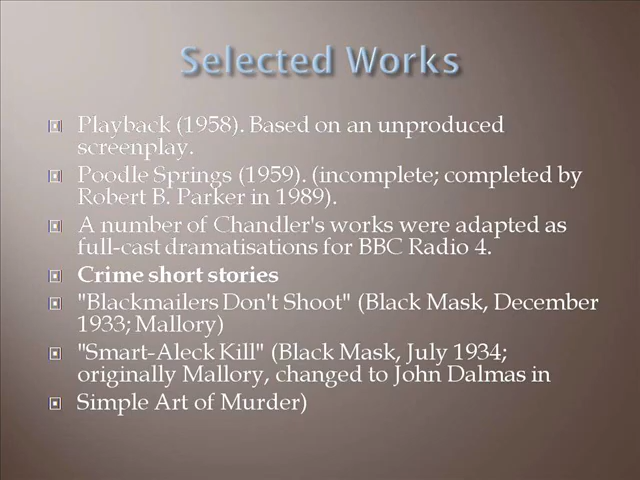 Selected Works
Playback (1958). Based on an unproduced
screenplay.
Poodle Springs (1959). (incomplete; completed by
Robert B. Parker in 1989).
A number of Chandler's works were adapted as
full-cast dramatisations for BBC Radio 4.
Crime short stories
"Blackmailers Don't Shoot" (Black Mask, December
1933; Mallory)
"Smart-Aleck Kill" (Black Mask, July 1934;
originally Mallory, changed to John Dalmas in
Simple Art of Murder)